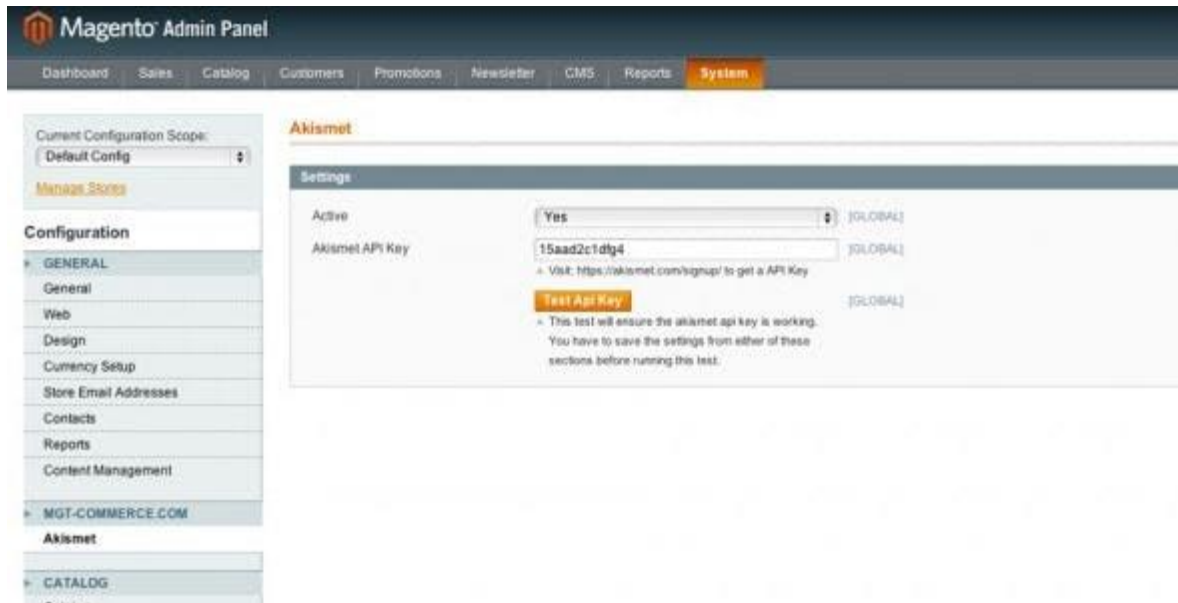 Magento Admin Panel
Dashboard Sales Catalog Customers Promotions Newsletter CMS Reports System
Current Configuration Scope:
Default Config
Manage Stores
Configuration
GENERAL
General
Web
Design
Currency Setup
Store Email Addresses
Contacts
Reports
Content Management
MGT-COMMERCE.COM
Akismet
CATALOG
Akismet
Settings
Active Yes [GLOBAL]
Akismet API Key 15aad2c1dfg4 [GLOBAL]
Visit: https://akismet.com/signup/ to get a API Key
Test Api Key [GLOBAL]
This test will ensure the akismet api key is working.
You have to save the settings from either of these
sections before running this test.